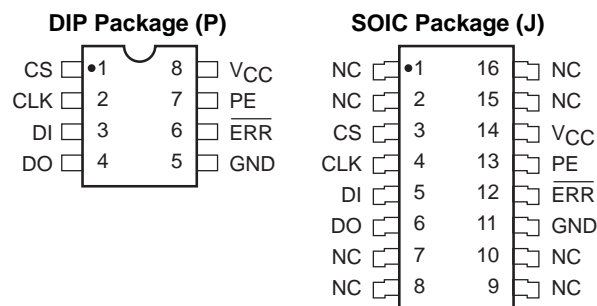 DIP Package (P)
CS 1 8 VCC
CLK 2 7 PE
DI 3 6 ERR
DO 4 5 GND
SOIC Package (J)
NC 1 16 NC
NC 2 15 NC
CS 3 14 VCC
CLK 4 13 PE
DI 5 12 ERR
DO 6 11 GND
NC 7 10 NC
NC 8 9 NC